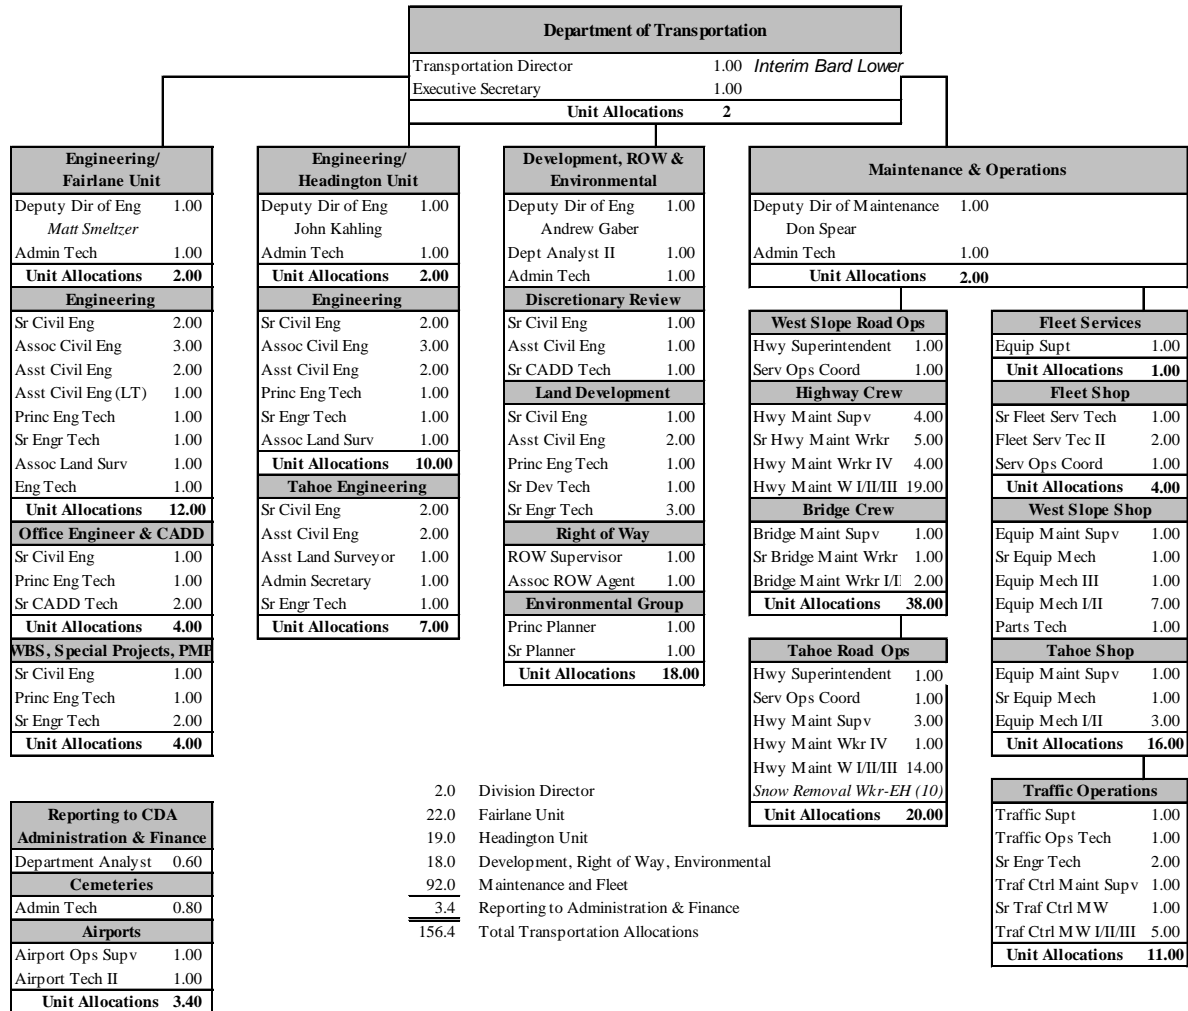 Department of Transportation
Transportation Director 1.00 Interim Bard Lower
Executive Secretary 1.00
Unit Allocations 2
Engineering/
Fairlane Unit
Deputy Dir of Eng 1.00
Matt Smeltzer
Admin Tech 1.00
Unit Allocations 2.00
Engineering
Sr Civil Eng 2.00
Assoc Civil Eng 3.00
Asst Civil Eng 2.00
Asst Civil Eng (LT) 1.00
Princ Eng Tech 1.00
Sr Engr Tech 1.00
Assoc Land Surv 1.00
Eng Tech 1.00
Unit Allocations 12.00
Office Engineer & CADD
Sr Civil Eng 1.00
Princ Eng Tech 1.00
Sr CADD Tech 2.00
Unit Allocations 4.00
WBS, Special Projects, PMP
Sr Civil Eng 1.00
Princ Eng Tech 1.00
Sr Engr Tech 2.00
Unit Allocations 4.00
Reporting to CDA
Administration & Finance
Department Analyst 0.60
Cemeteries
Admin Tech 0.80
Airports
Airport Ops Supv 1.00
Airport Tech II 1.00
Unit Allocations 3.40
Engineering/
Headington Unit
Deputy Dir of Eng 1.00
John Kahling
Admin Tech 1.00
Unit Allocations 2.00
Engineering
Sr Civil Eng 2.00
Assoc Civil Eng 3.00
Asst Civil Eng 2.00
Princ Eng Tech 1.00
Sr Engr Tech 1.00
Assoc Land Surv 1.00
Unit Allocations 10.00
Tahoe Engineering
Sr Civil Eng 2.00
Asst Civil Eng 2.00
Asst Land Surveyor 1.00
Admin Secretary 1.00
Sr Engr Tech 1.00
Unit Allocations 7.00
Development, ROW &
Environmental
Deputy Dir of Eng 1.00
Andrew Gaber
Dept Analyst II 1.00
Admin Tech 1.00
Discretionary Review
Sr Civil Eng 1.00
Asst Civil Eng 1.00
Sr CADD Tech 1.00
Land Development
Sr Civil Eng 1.00
Asst Civil Eng 2.00
Princ Eng Tech 1.00
Sr Dev Tech 1.00
Sr Engr Tech 3.00
Right of Way
ROW Supervisor 1.00
Assoc ROW Agent 1.00
Environmental Group
Princ Planner 1.00
Sr Planner 1.00
Unit Allocations 18.00
Maintenance & Operations
Deputy Dir of Maintenance 1.00
Don Spear
Admin Tech 1.00
Unit Allocations 2.00
West Slope Road Ops
Hwy Superintendent 1.00
Serv Ops Coord 1.00
Highway Crew
Hwy Maint Supv 4.00
Sr Hwy Maint Wrkr 5.00
Hwy Maint Wrkr IV 4.00
Hwy Maint W I/II/III 19.00
Bridge Crew
Bridge Maint Supv 1.00
Sr Bridge Maint Wrkr 1.00
Bridge Maint Wrkr I/II 2.00
Unit Allocations 38.00
Tahoe Road Ops
Hwy Superintendent 1.00
Serv Ops Coord 1.00
Hwy Maint Supv 3.00
Hwy Maint Wkr IV 1.00
Hwy Maint W I/II/III 14.00
Snow Removal Wkr-EH (10)
Unit Allocations 20.00
Fleet Services
Equip Supt 1.00
Unit Allocations 1.00
Fleet Shop
Sr Fleet Serv Tech 1.00
Fleet Serv Tec II 2.00
Serv Ops Coord 1.00
Unit Allocations 4.00
West Slope Shop
Equip Maint Supv 1.00
Sr Equip Mech 1.00
Equip Mech III 1.00
Equip Mech I/II 7.00
Parts Tech 1.00
Tahoe Shop
Equip Maint Supv 1.00
Sr Equip Mech 1.00
Equip Mech I/II 3.00
Unit Allocations 16.00
Traffic Operations
Traffic Supt 1.00
Traffic Ops Tech 1.00
Sr Engr Tech 2.00
Traf Ctrl Maint Supv 1.00
Sr Traf Ctrl MW 1.00
Traf Ctrl MW I/II/III 5.00
Unit Allocations 11.00
2.0 Division Director
22.0 Fairlane Unit
19.0 Headington Unit
18.0 Development, Right of Way, Environmental
92.0 Maintenance and Fleet
3.4 Reporting to Administration & Finance
156.4 Total Transportation Allocations